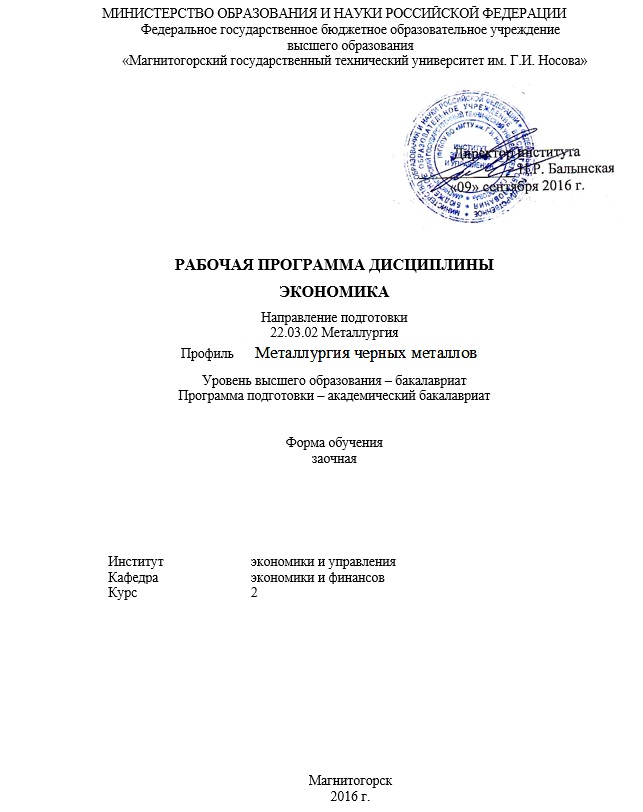 МИНИСТЕРСТВО ОБРАЗОВАНИЯ И НАУКИ РОССИЙСКОЙ ФЕДЕРАЦИИ
Федеральное государственное бюджетное образовательное учреждение
высшего образования
«Магнитогорский государственный технический университет им. Г.И. Носова»
Директор института
Н.Р. Балынская
«09» сентября 2016 г.
РАБОЧАЯ ПРОГРАММА ДИСЦИПЛИНЫ
ЭКОНОМИКА
Направление подготовки
22.03.02 Металлургия
Профиль Металлургия черных металлов
Уровень высшего образования – бакалавриат
Программа подготовки – академический бакалавриат
Форма обучения
заочная
Институт экономики и управления
Кафедра экономики и финансов
Курс 2
Магнитогорск
2016 г.